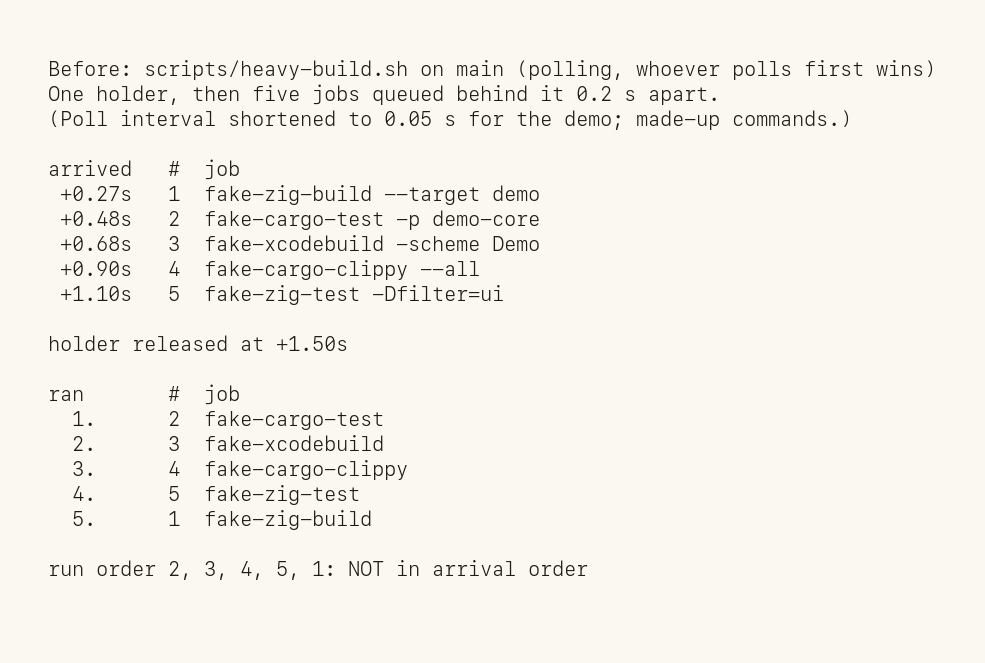 Before: scripts/heavy-build.sh on main (polling, whoever polls first wins)
One holder, then five jobs queued behind it 0.2 s apart.
(Poll interval shortened to 0.05 s for the demo; made-up commands.)

arrived   #  job
 +0.27s   1  fake-zig-build --target demo
 +0.48s   2  fake-cargo-test -p demo-core
 +0.68s   3  fake-xcodebuild -scheme Demo
 +0.90s   4  fake-cargo-clippy --all
 +1.10s   5  fake-zig-test -Dfilter=ui

holder released at +1.50s

ran       #  job
  1.      2  fake-cargo-test
  2.      3  fake-xcodebuild
  3.      4  fake-cargo-clippy
  4.      5  fake-zig-test
  5.      1  fake-zig-build

run order 2, 3, 4, 5, 1: NOT in arrival order